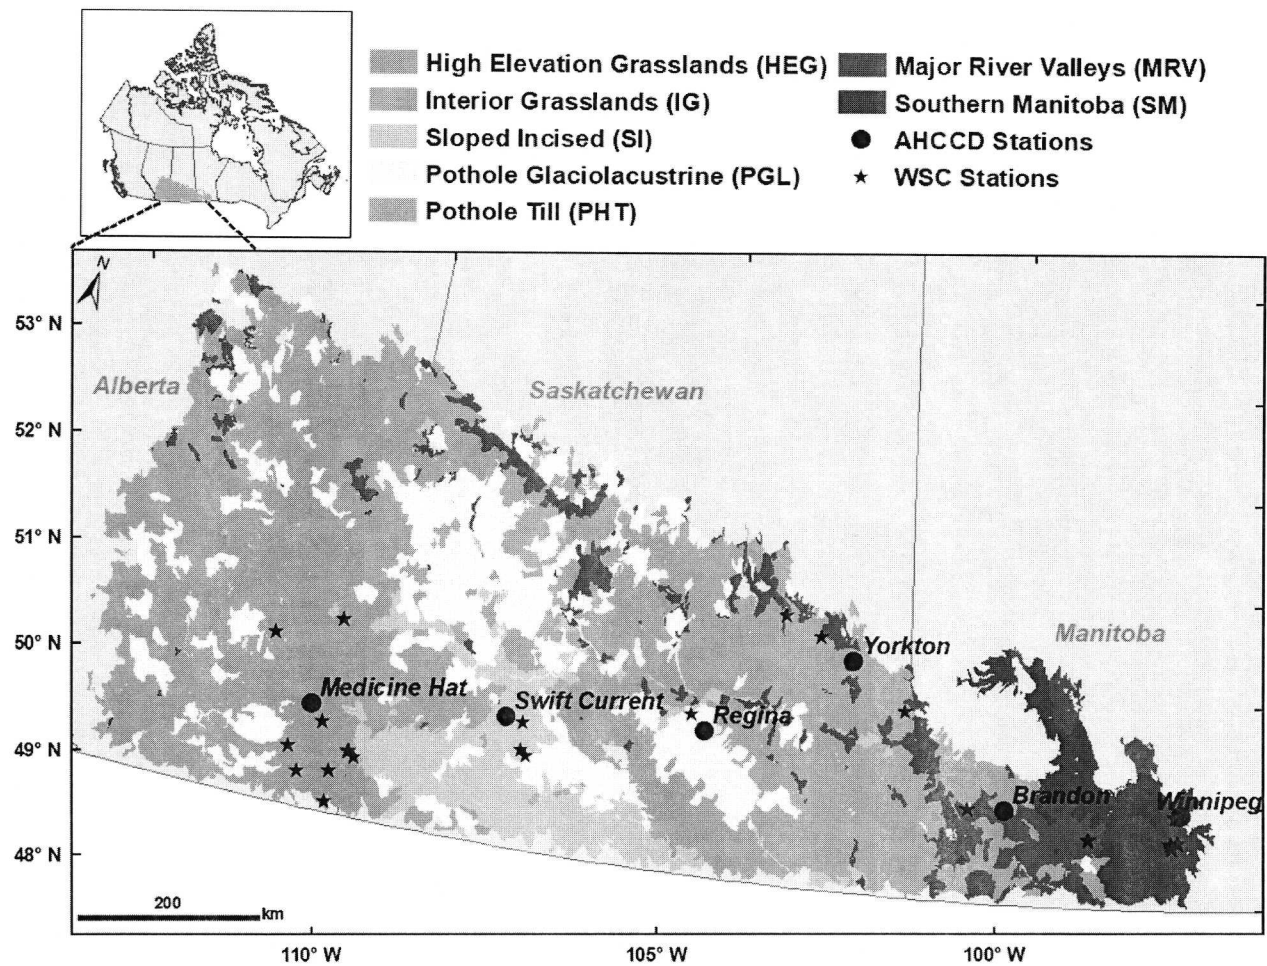 High Elevation Grasslands (HEG)
Interior Grasslands (IG)
Sloped Incised (SI)
Pothole Glaciolacustrine (PGL)
Pothole Till (PHT)
Major River Valleys (MRV)
Southern Manitoba (SM)
AHCCD Stations
WSC Stations
N
53° N
52° N
51° N
50° N
49° N
48° N
Alberta
Saskatchewan
Manitoba
Yorkton
Medicine Hat
Swift Current
Regina
Brandon
Winnipeg
200
km
110° W
105° W
100° W